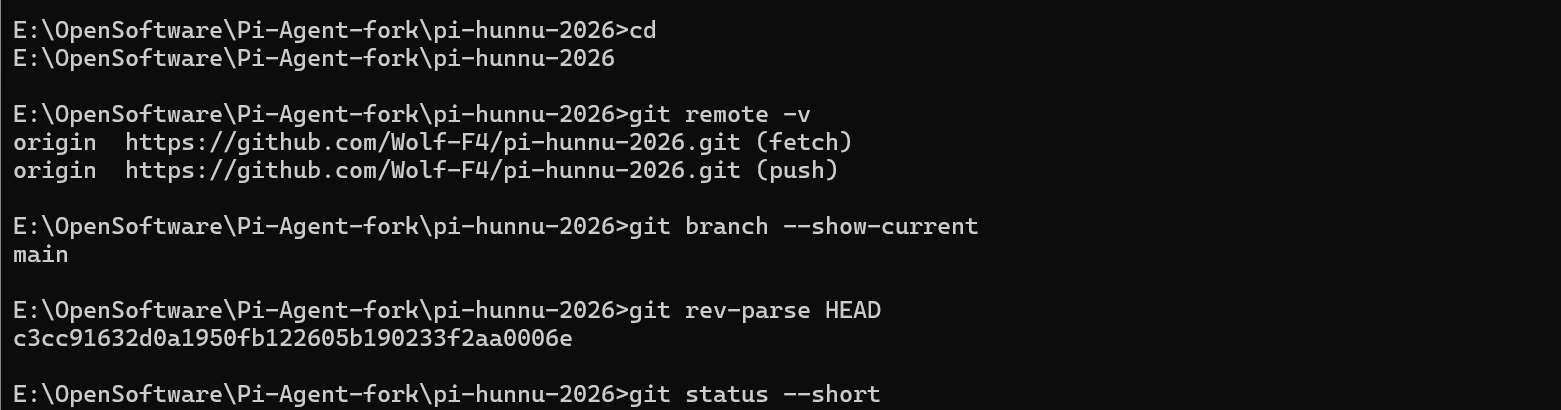 E:\OpenSoftware\Pi-Agent-fork\pi-hunnu-2026>cd
E:\OpenSoftware\Pi-Agent-fork\pi-hunnu-2026
E:\OpenSoftware\Pi-Agent-fork\pi-hunnu-2026>git remote -v
origin  https://github.com/Wolf-F4/pi-hunnu-2026.git (fetch)
origin  https://github.com/Wolf-F4/pi-hunnu-2026.git (push)
E:\OpenSoftware\Pi-Agent-fork\pi-hunnu-2026>git branch --show-current
main
E:\OpenSoftware\Pi-Agent-fork\pi-hunnu-2026>git rev-parse HEAD
c3cc91632d0a1950fb122605b190233f2aa0006e
E:\OpenSoftware\Pi-Agent-fork\pi-hunnu-2026>git status --short